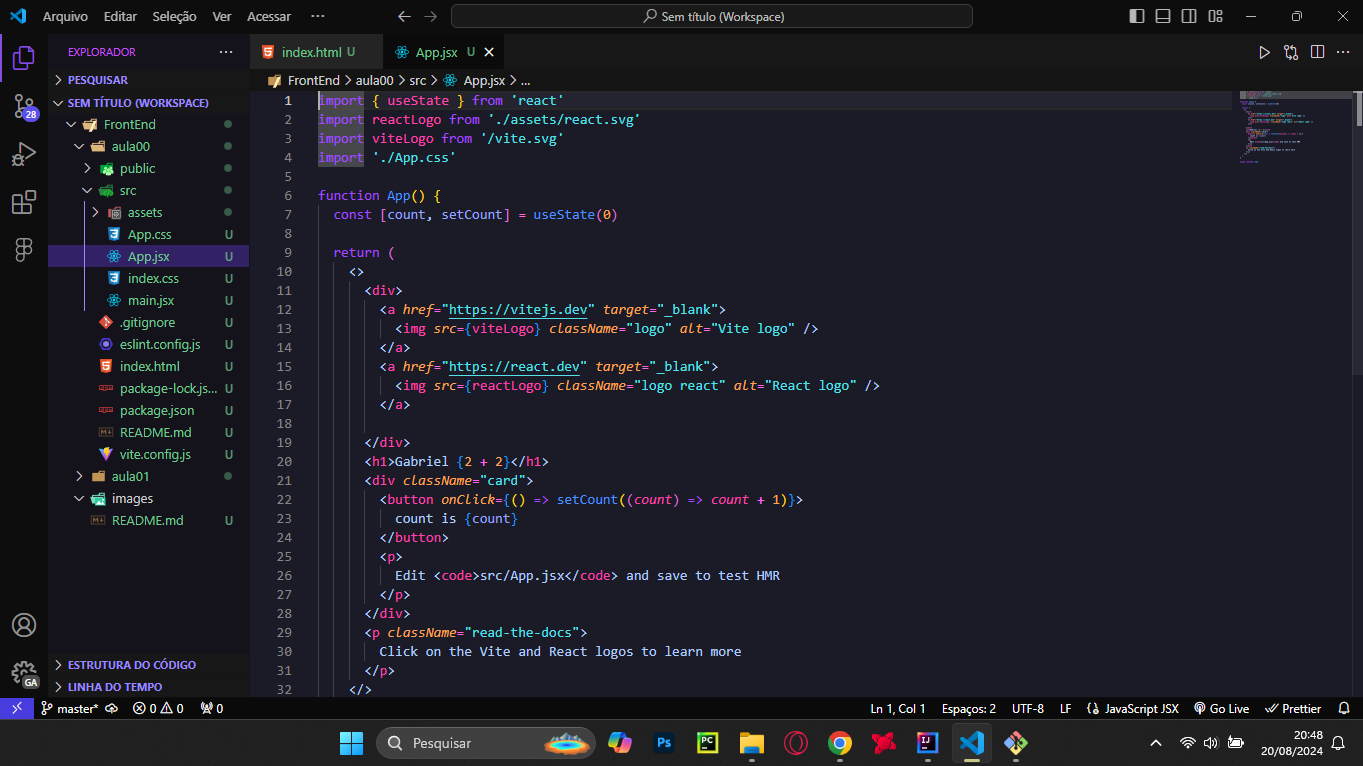 Arquivo Editar Seleção Ver Acessar ··· Sem título (Workspace)
EXPLORADOR ···
PESQUISAR
SEM TÍTULO (WORKSPACE)
FrontEnd
aula00
public
src
assets
App.css U
App.jsx U
index.css U
main.jsx U
.gitignore U
eslint.config.js U
index.html U
package-lock.js... U
package.json U
README.md U
vite.config.js U
aula01
images
README.md U
ESTRUTURA DO CÓDIGO
LINHA DO TEMPO
28
GA
index.html U App.jsx U
FrontEnd > aula00 > src > App.jsx > ...
1 import { useState } from 'react'
2 import reactLogo from './assets/react.svg'
3 import viteLogo from '/vite.svg'
4 import './App.css'
5
6 function App() {
7 const [count, setCount] = useState(0)
8
9 return (
10 <>
11 <div>
12 <a href="https://vitejs.dev" target="_blank">
13 <img src={viteLogo} className="logo" alt="Vite logo" />
14 </a>
15 <a href="https://react.dev" target="_blank">
16 <img src={reactLogo} className="logo react" alt="React logo" />
17 </a>
18
19 </div>
20 <h1>Gabriel {2 + 2}</h1>
21 <div className="card">
22 <button onClick={() => setCount((count) => count + 1)}>
23 count is {count}
24 </button>
25 <p>
26 Edit <code>src/App.jsx</code> and save to test HMR
27 </p>
28 </div>
29 <p className="read-the-docs">
30 Click on the Vite and React logos to learn more
31 </p>
32 </>
master* 0 0 0 Ln 1, Col 1 Espaços: 2 UTF-8 LF JavaScript JSX Go Live Prettier
Pesquisar Ps PC IJ 20:48
20/08/2024